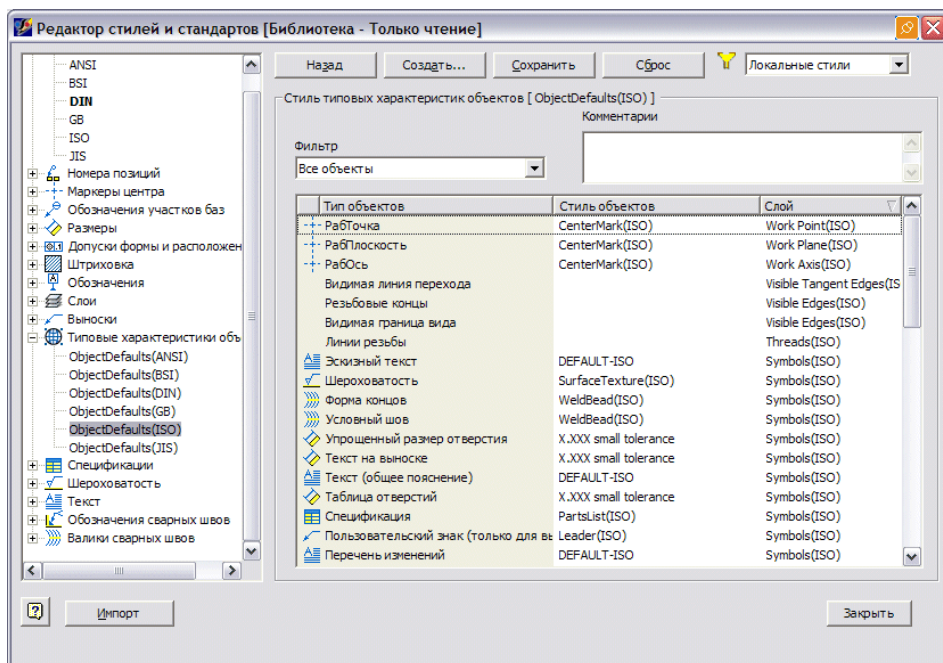 Редактор стилей и стандартов [Библиотека - Только чтение]
ANSI
BSI
DIN
GB
ISO
JIS
Номера позиций
Маркеры центра
Обозначения участков баз
Размеры
Допуски формы и расположен
Штриховка
Обозначения
Слои
Выноски
Типовые характеристики объ
ObjectDefaults(ANSI)
ObjectDefaults(BSI)
ObjectDefaults(DIN)
ObjectDefaults(GB)
ObjectDefaults(ISO)
ObjectDefaults(JIS)
Спецификации
Шероховатость
Текст
Обозначения сварных швов
Валики сварных швов
Назад Создать... Сохранить Сброс Локальные стили
Стиль типовых характеристик объектов [ ObjectDefaults(ISO) ]
Комментарии
Фильтр
Все объекты
Тип объектов Стиль объектов Слой
РабТочка CenterMark(ISO) Work Point(ISO)
РабПлоскость CenterMark(ISO) Work Plane(ISO)
РабОсь CenterMark(ISO) Work Axis(ISO)
Видимая линия перехода Visible Tangent Edges(IS
Резьбовые концы Visible Edges(ISO)
Видимая граница вида Visible Edges(ISO)
Линии резьбы Threads(ISO)
Эскизный текст DEFAULT-ISO Symbols(ISO)
Шероховатость SurfaceTexture(ISO) Symbols(ISO)
Форма концов WeldBead(ISO) Symbols(ISO)
Условный шов WeldBead(ISO) Symbols(ISO)
Упрощенный размер отверстия X.XXX small tolerance Symbols(ISO)
Текст на выноске X.XXX small tolerance Symbols(ISO)
Текст (общее пояснение) DEFAULT-ISO Symbols(ISO)
Таблица отверстий X.XXX small tolerance Symbols(ISO)
Спецификация PartsList(ISO) Symbols(ISO)
Пользовательский знак (только для вы Leader(ISO) Symbols(ISO)
Перечень изменений DEFAULT-ISO Symbols(ISO)
Импорт Закрыть